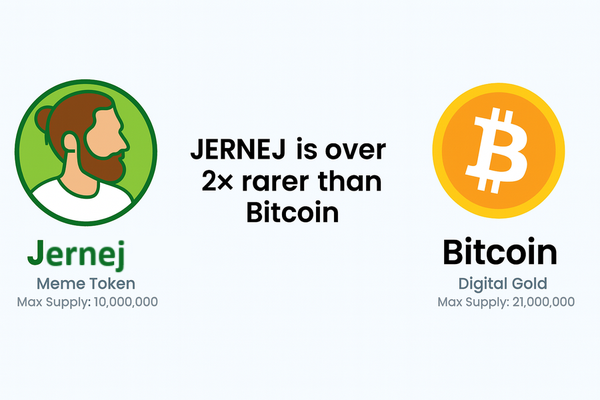 JERNEJ is over
2× rarer than
Bitcoin
Jernej
Meme Token
Max Supply: 10,000,000
Bitcoin
Digital Gold
Max Supply: 21,000,000